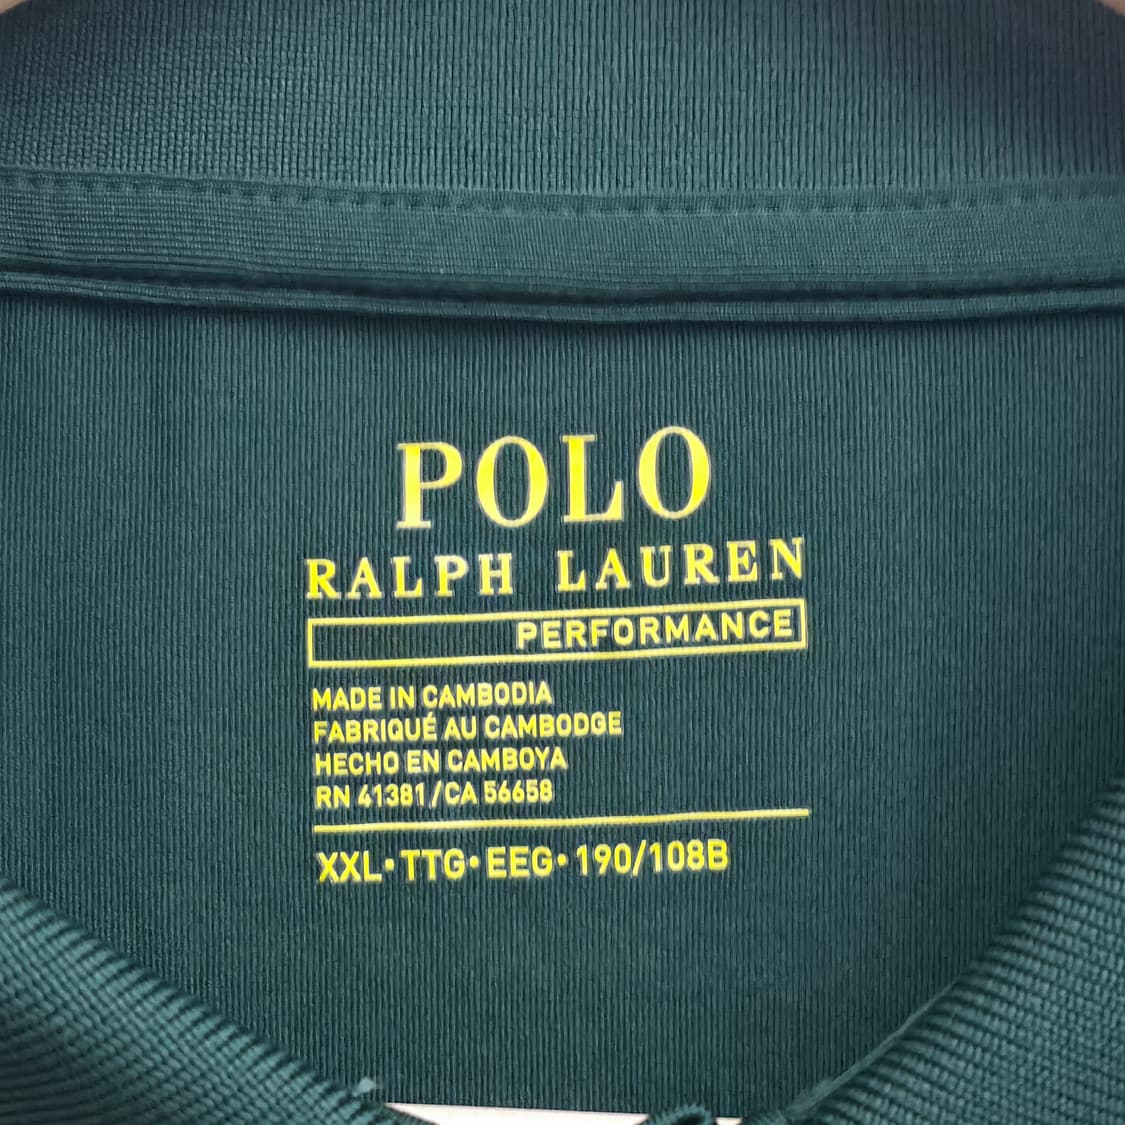 POLO
RALPH LAUREN
PERFORMANCE
MADE IN CAMBODIA
FABRIQUÉ AU CAMBODGE
HECHO EN CAMBOYA
RN 41381/CA 56658
XXL•TTG•EEG•190/108B